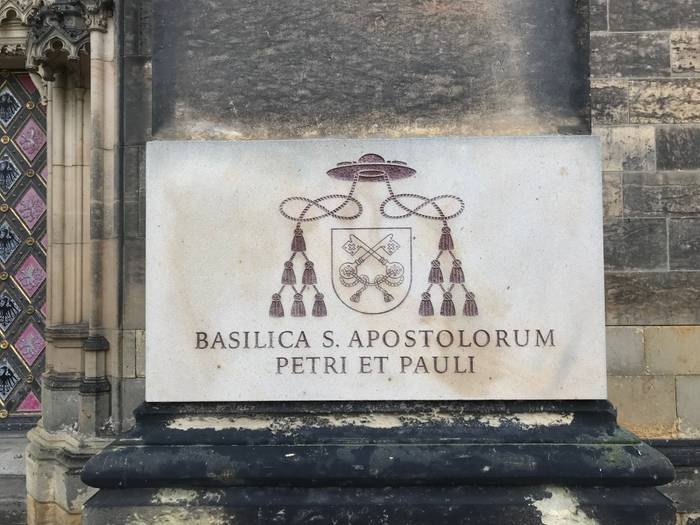 BASILICA S. APOSTOLORUM
PETRI ET PAULI